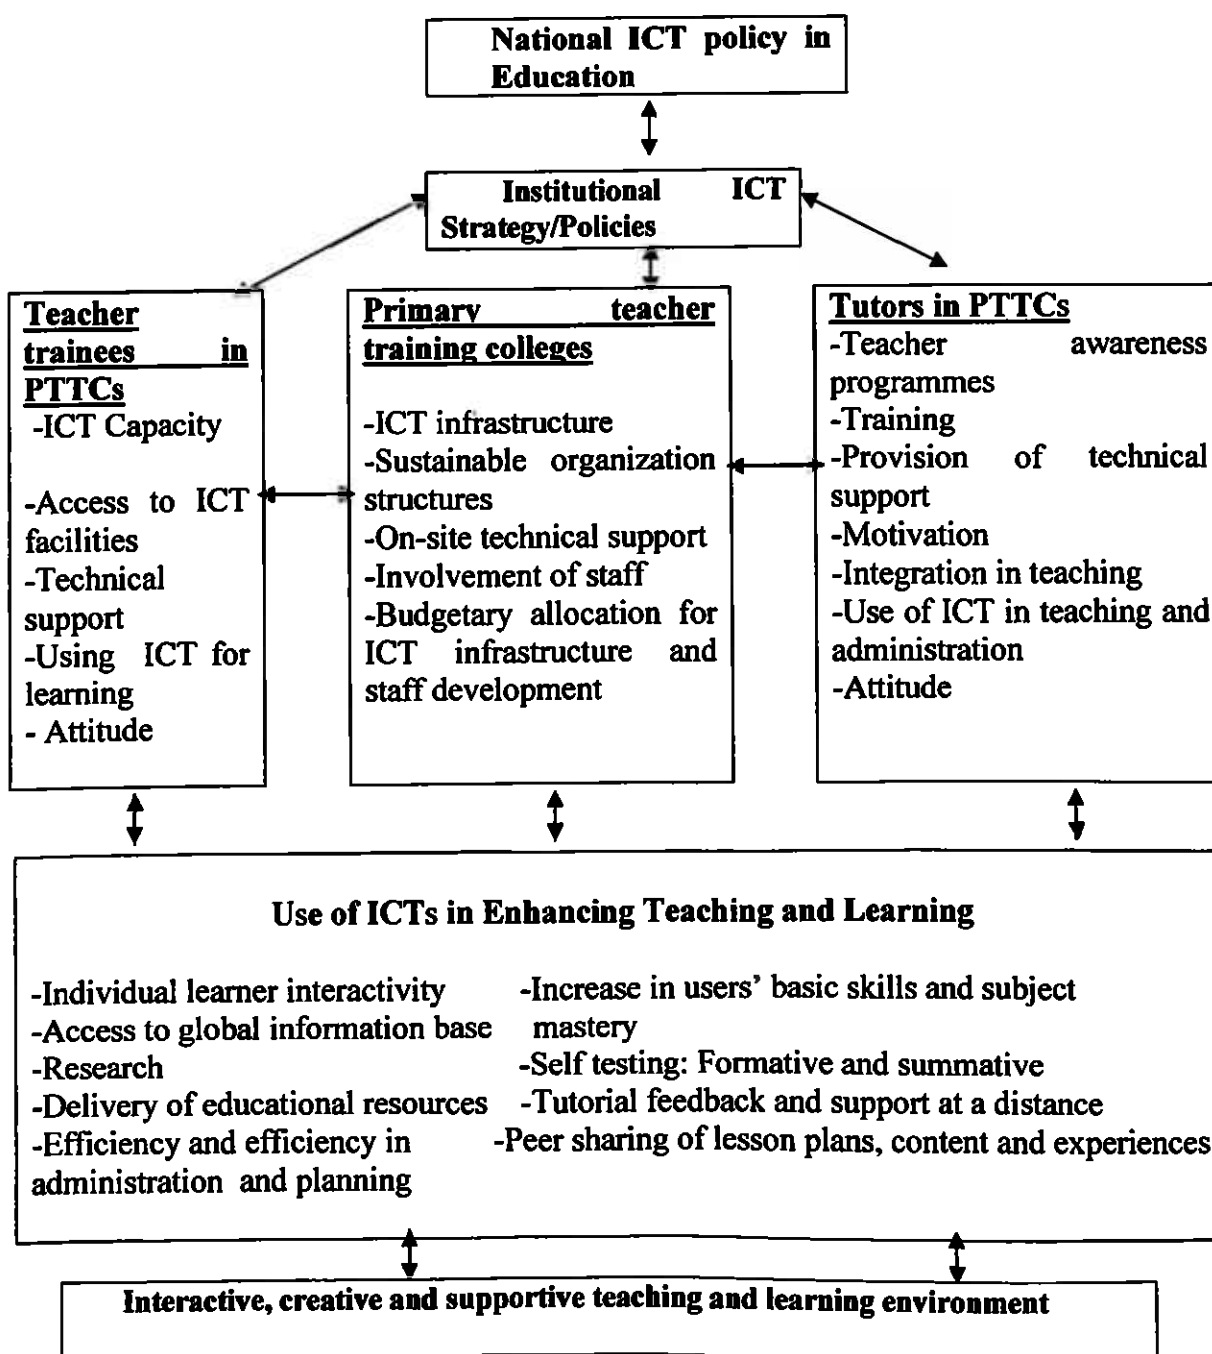 National ICT policy in
Education
Institutional ICT
Strategy/Policies
Teacher
trainees in
PTTCs
-ICT Capacity
-Access to ICT
facilities
-Technical
support
-Using ICT for
learning
- Attitude
Primary teacher
training colleges
-ICT infrastructure
-Sustainable organization
structures
-On-site technical support
-Involvement of staff
-Budgetary allocation for
ICT infrastructure and
staff development
Tutors in PTTCs
-Teacher awareness
programmes
-Training
-Provision of technical
support
-Motivation
-Integration in teaching
-Use of ICT in teaching and
administration
-Attitude
Use of ICTs in Enhancing Teaching and Learning
-Individual learner interactivity
-Access to global information base
-Research
-Delivery of educational resources
-Efficiency and efficiency in
administration and planning
-Increase in users' basic skills and subject
mastery
-Self testing: Formative and summative
-Tutorial feedback and support at a distance
-Peer sharing of lesson plans, content and experiences
Interactive, creative and supportive teaching and learning environment